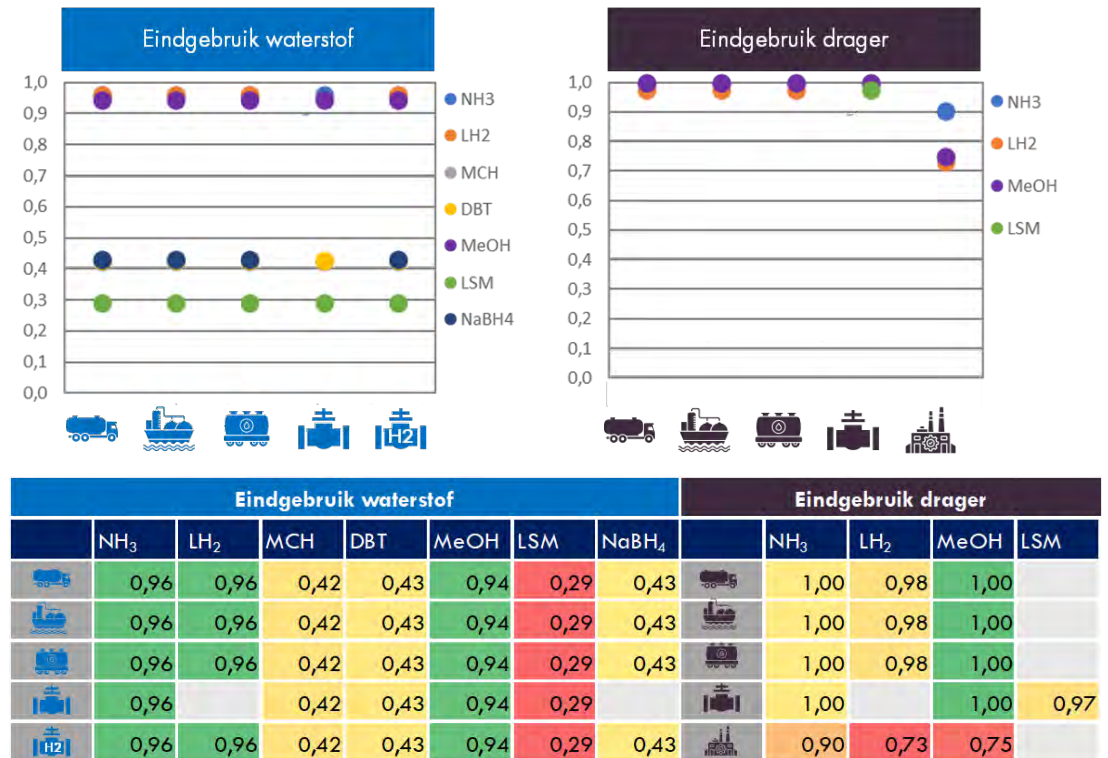 Eindgebruik waterstof
1,0
0,9
0,8
0,7
0,6
0,5
0,4
0,3
0,2
0,1
0,0
NH3
LH2
MCH
DBT
MeOH
LSM
NaBH4
H2
Eindgebruik drager
1,0
0,9
0,8
0,7
0,6
0,5
0,4
0,3
0,2
0,1
0,0
NH3
LH2
MeOH
LSM
Eindgebruik waterstof Eindgebruik drager
NH₃ LH₂ MCH DBT MeOH LSM NaBH₄ NH₃ LH₂ MeOH LSM
0,96 0,96 0,42 0,43 0,94 0,29 0,43 1,00 0,98 1,00
0,96 0,96 0,42 0,43 0,94 0,29 0,43 1,00 0,98 1,00
0,96 0,96 0,42 0,43 0,94 0,29 0,43 1,00 0,98 1,00
0,96 0,42 0,43 0,94 0,29 1,00 1,00 0,97
H2 0,96 0,96 0,42 0,43 0,94 0,29 0,43 0,90 0,73 0,75